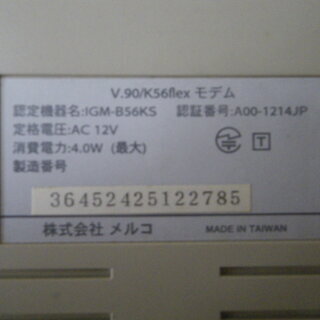 V.90/K56flex モデム
認定機器名:IGM-B56KS 認証番号:A00-1214JP
定格電圧:AC 12V
消費電力:4.0W (最大)
T
製造番号
36452425122785
株式会社 メルコ MADE IN TAIWAN